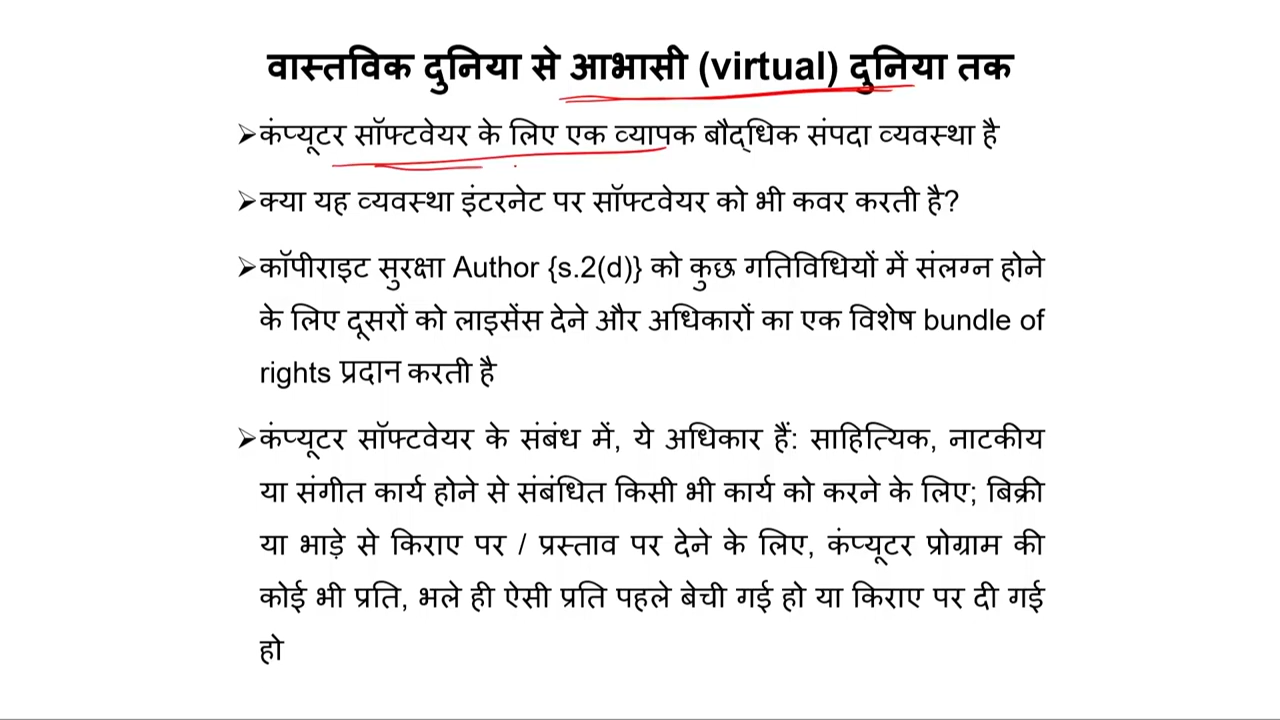 वास्तविक दुनिया से आभासी (virtual) दुनिया तक
➢कंप्यूटर सॉफ्टवेयर के लिए एक व्यापक बौद्धिक संपदा व्यवस्था है
➢क्या यह व्यवस्था इंटरनेट पर सॉफ्टवेयर को भी कवर करती है?
➢कॉपीराइट सुरक्षा Author {s.2(d)} को कुछ गतिविधियों में संलग्न होने
के लिए दूसरों को लाइसेंस देने और अधिकारों का एक विशेष bundle of
rights प्रदान करती है
➢कंप्यूटर सॉफ्टवेयर के संबंध में, ये अधिकार हैं: साहित्यिक, नाटकीय
या संगीत कार्य होने से संबंधित किसी भी कार्य को करने के लिए; बिक्री
या भाड़े से किराए पर / प्रस्ताव पर देने के लिए, कंप्यूटर प्रोग्राम की
कोई भी प्रति, भले ही ऐसी प्रति पहले बेची गई हो या किराए पर दी गई
हो